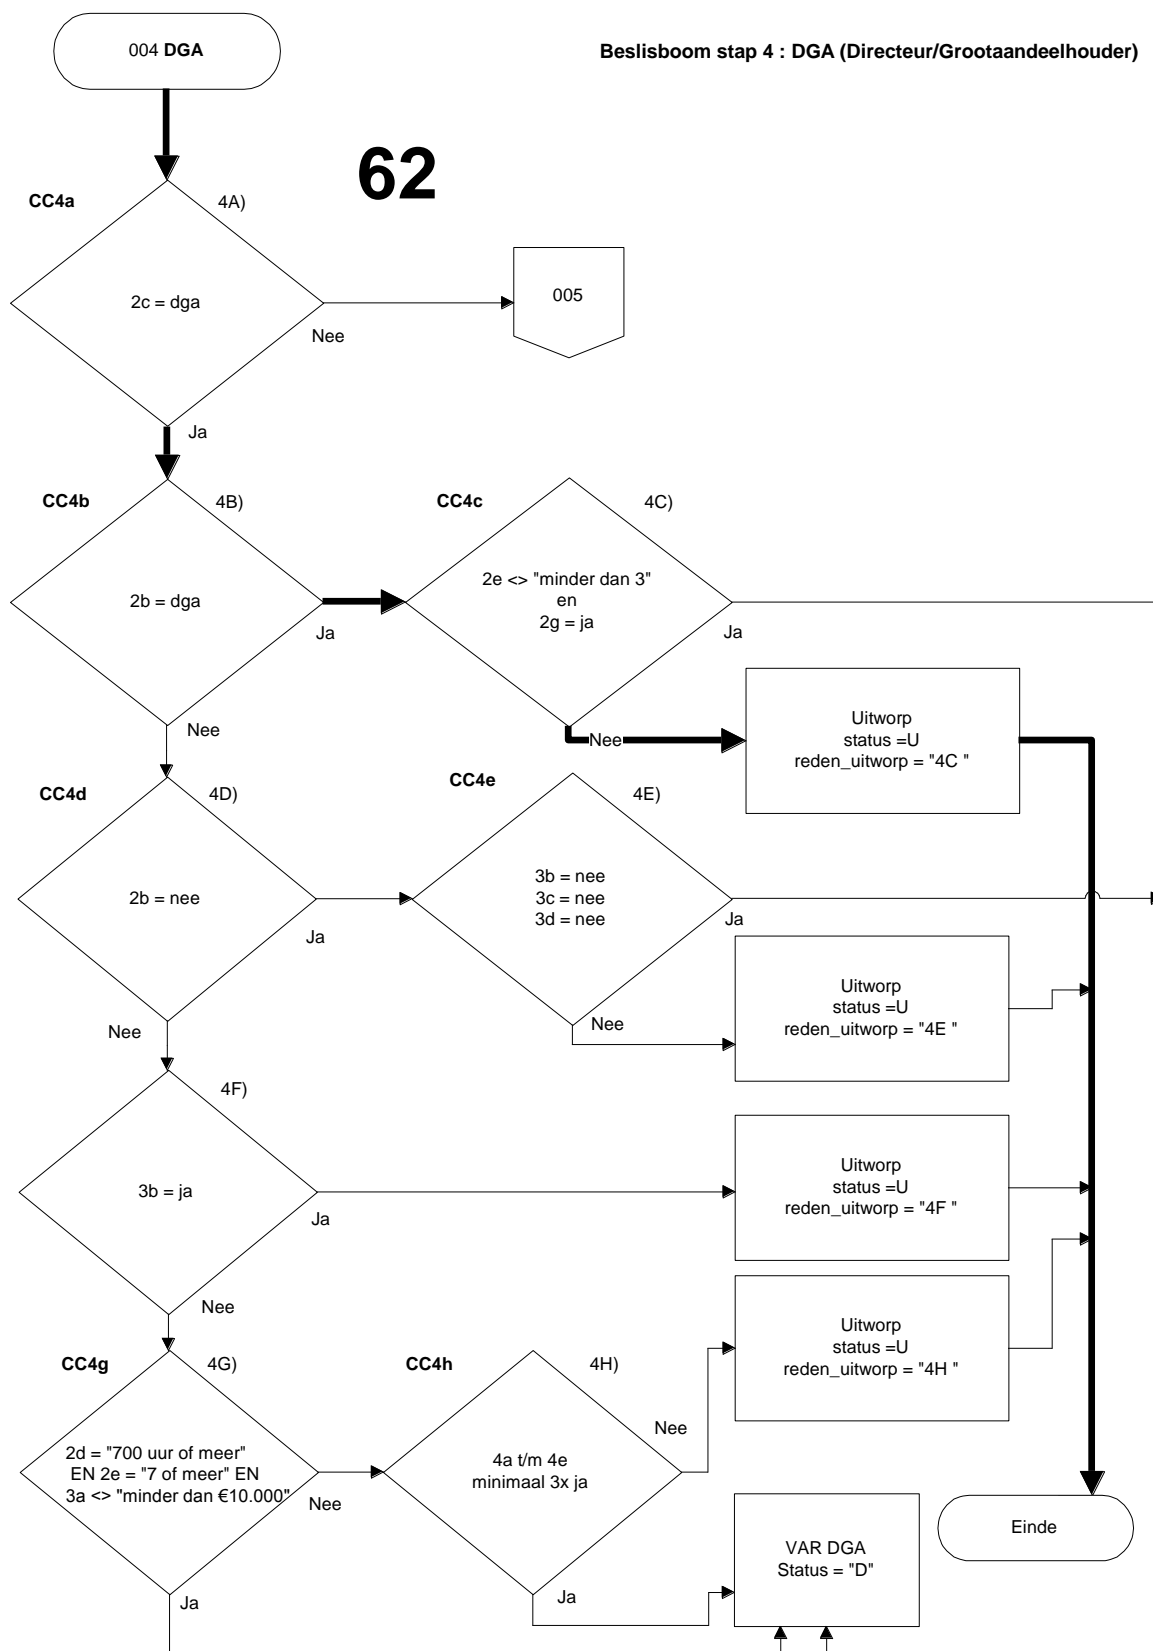 004 DGA
Beslisboom stap 4 : DGA (Directeur/Grootaandeelhouder)
62
CC4a
4A)
2c = dga
Nee
005
Ja
CC4b
4B)
2b = dga
Ja
Nee
CC4c
4C)
2e <> "minder dan 3"
en
2g = ja
Ja
Nee
Uitworp
status =U
reden_uitworp = "4C "
CC4d
4D)
2b = nee
Ja
Nee
CC4e
4E)
3b = nee
3c = nee
3d = nee
Ja
Nee
Uitworp
status =U
reden_uitworp = "4E "
4F)
3b = ja
Ja
Nee
Uitworp
status =U
reden_uitworp = "4F "
CC4g
4G)
2d = "700 uur of meer"
EN 2e = "7 of meer" EN
3a <> "minder dan €10.000"
Nee
Ja
CC4h
4H)
4a t/m 4e
minimaal 3x ja
Nee
Ja
Uitworp
status =U
reden_uitworp = "4H "
VAR DGA
Status = "D"
Einde